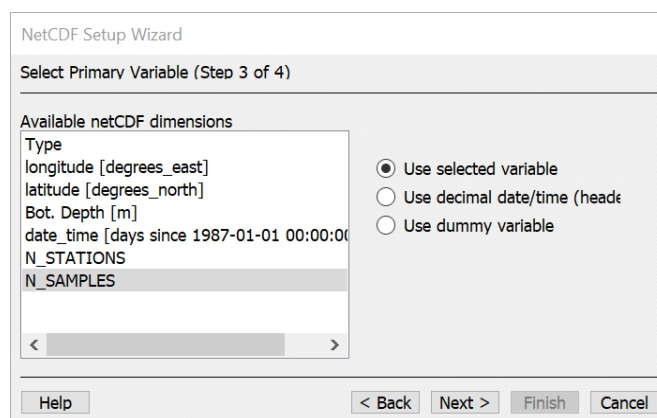 NetCDF Setup Wizard
Select Primary Variable (Step 3 of 4)
Available netCDF dimensions
Type
longitude [degrees_east]
latitude [degrees_north]
Bot. Depth [m]
date_time [days since 1987-01-01 00:00:00
N_STATIONS
N_SAMPLES
Use selected variable
Use decimal date/time (heade
Use dummy variable
Help
< Back
Next >
Finish
Cancel